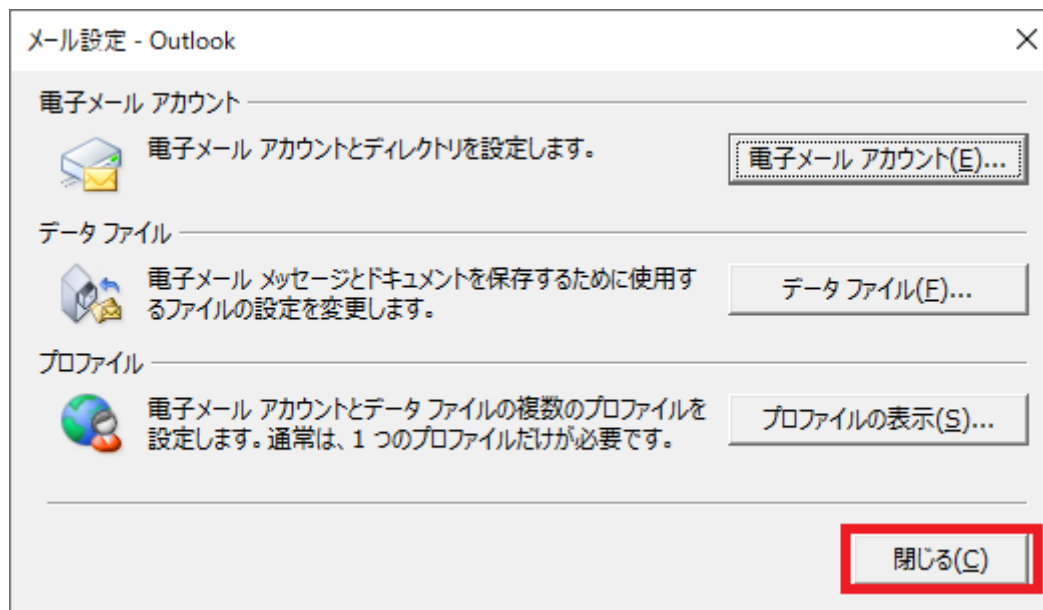 メール設定 - Outlook
電子メール アカウント
電子メール アカウントとディレクトリを設定します。
電子メール アカウント(E)...
データ ファイル
電子メール メッセージとドキュメントを保存するために使用す
るファイルの設定を変更します。
データ ファイル(F)...
プロファイル
電子メール アカウントとデータ ファイルの複数のプロファイルを
設定します。通常は、1 つのプロファイルだけが必要です。
プロファイルの表示(S)...
閉じる(C)